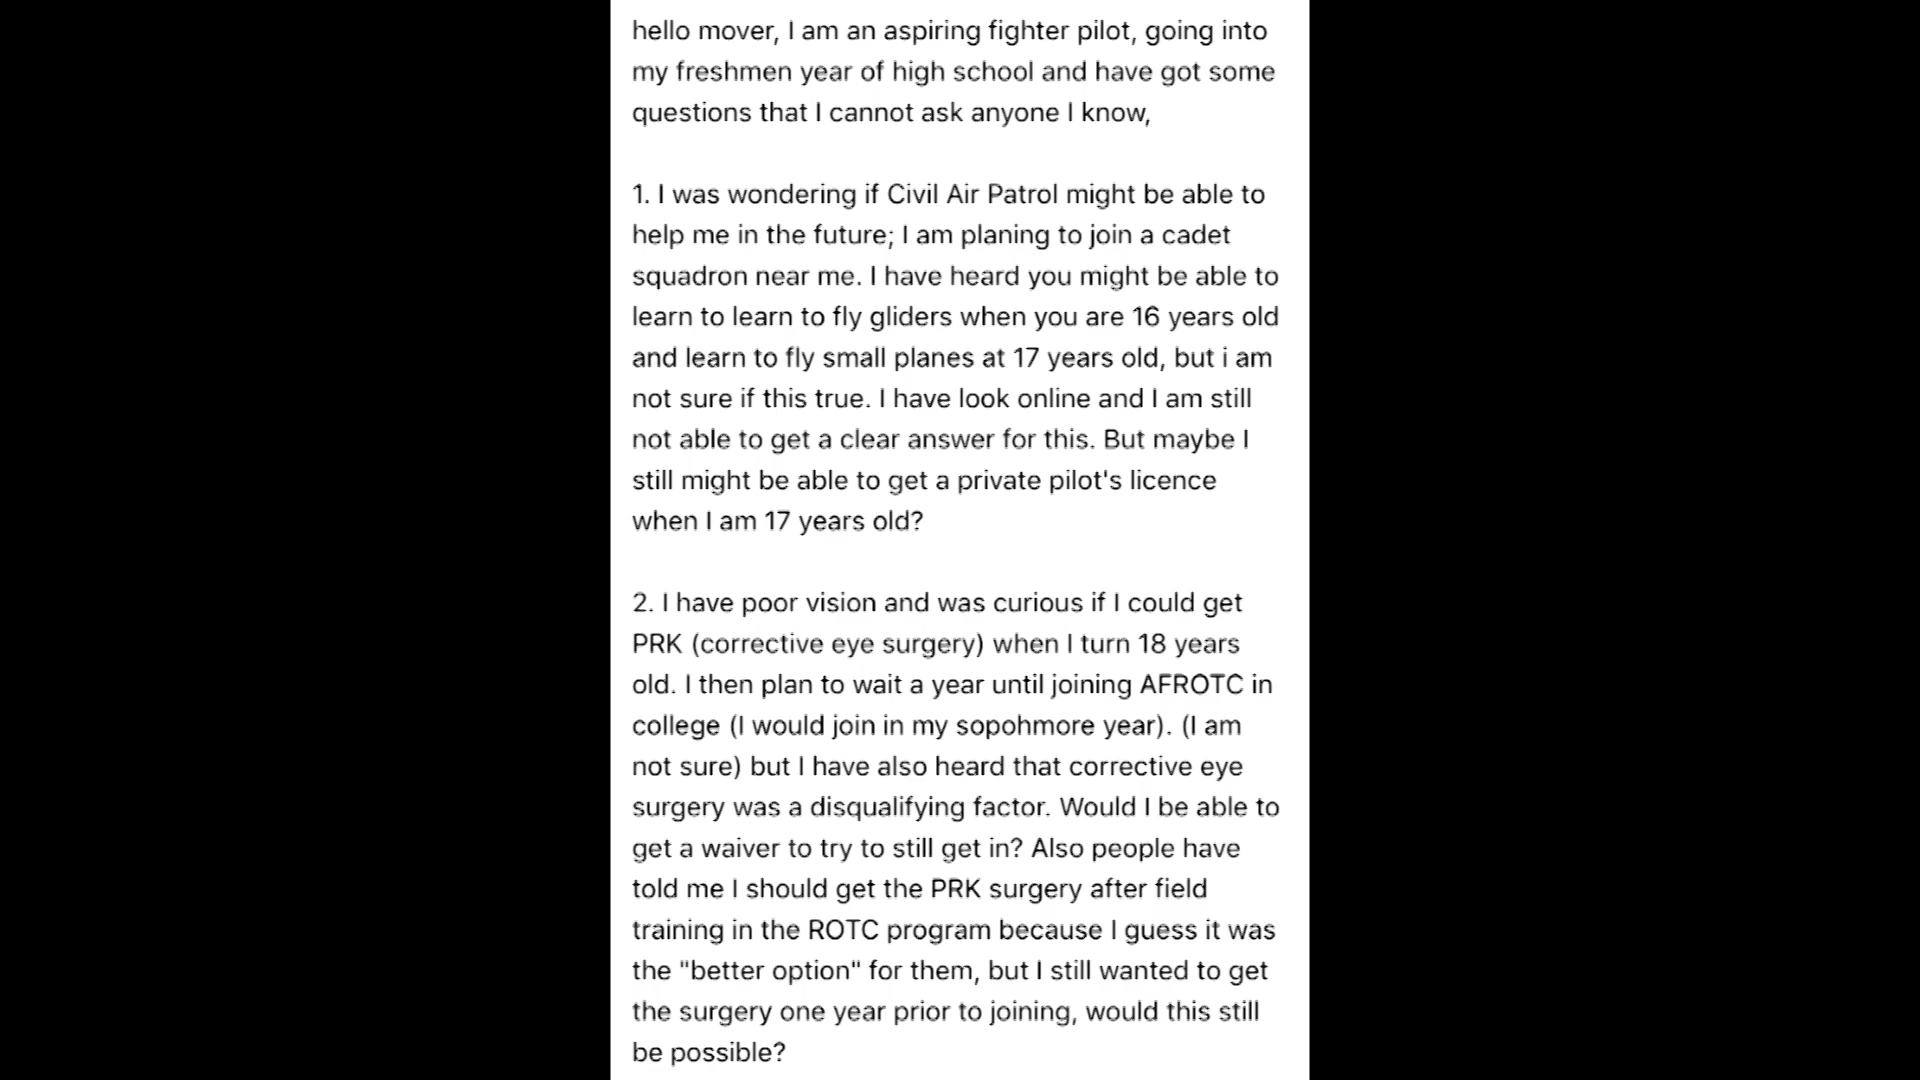 hello mover, I am an aspiring fighter pilot, going into
my freshmen year of high school and have got some
questions that I cannot ask anyone I know,
1. I was wondering if Civil Air Patrol might be able to
help me in the future; I am planing to join a cadet
squadron near me. I have heard you might be able to
learn to learn to fly gliders when you are 16 years old
and learn to fly small planes at 17 years old, but i am
not sure if this true. I have look online and I am still
not able to get a clear answer for this. But maybe I
still might be able to get a private pilot's licence
when I am 17 years old?
2. I have poor vision and was curious if I could get
PRK (corrective eye surgery) when I turn 18 years
old. I then plan to wait a year until joining AFROTC in
college (I would join in my sopohmore year). (I am
not sure) but I have also heard that corrective eye
surgery was a disqualifying factor. Would I be able to
get a waiver to try to still get in? Also people have
told me I should get the PRK surgery after field
training in the ROTC program because I guess it was
the "better option" for them, but I still wanted to get
the surgery one year prior to joining, would this still
be possible?